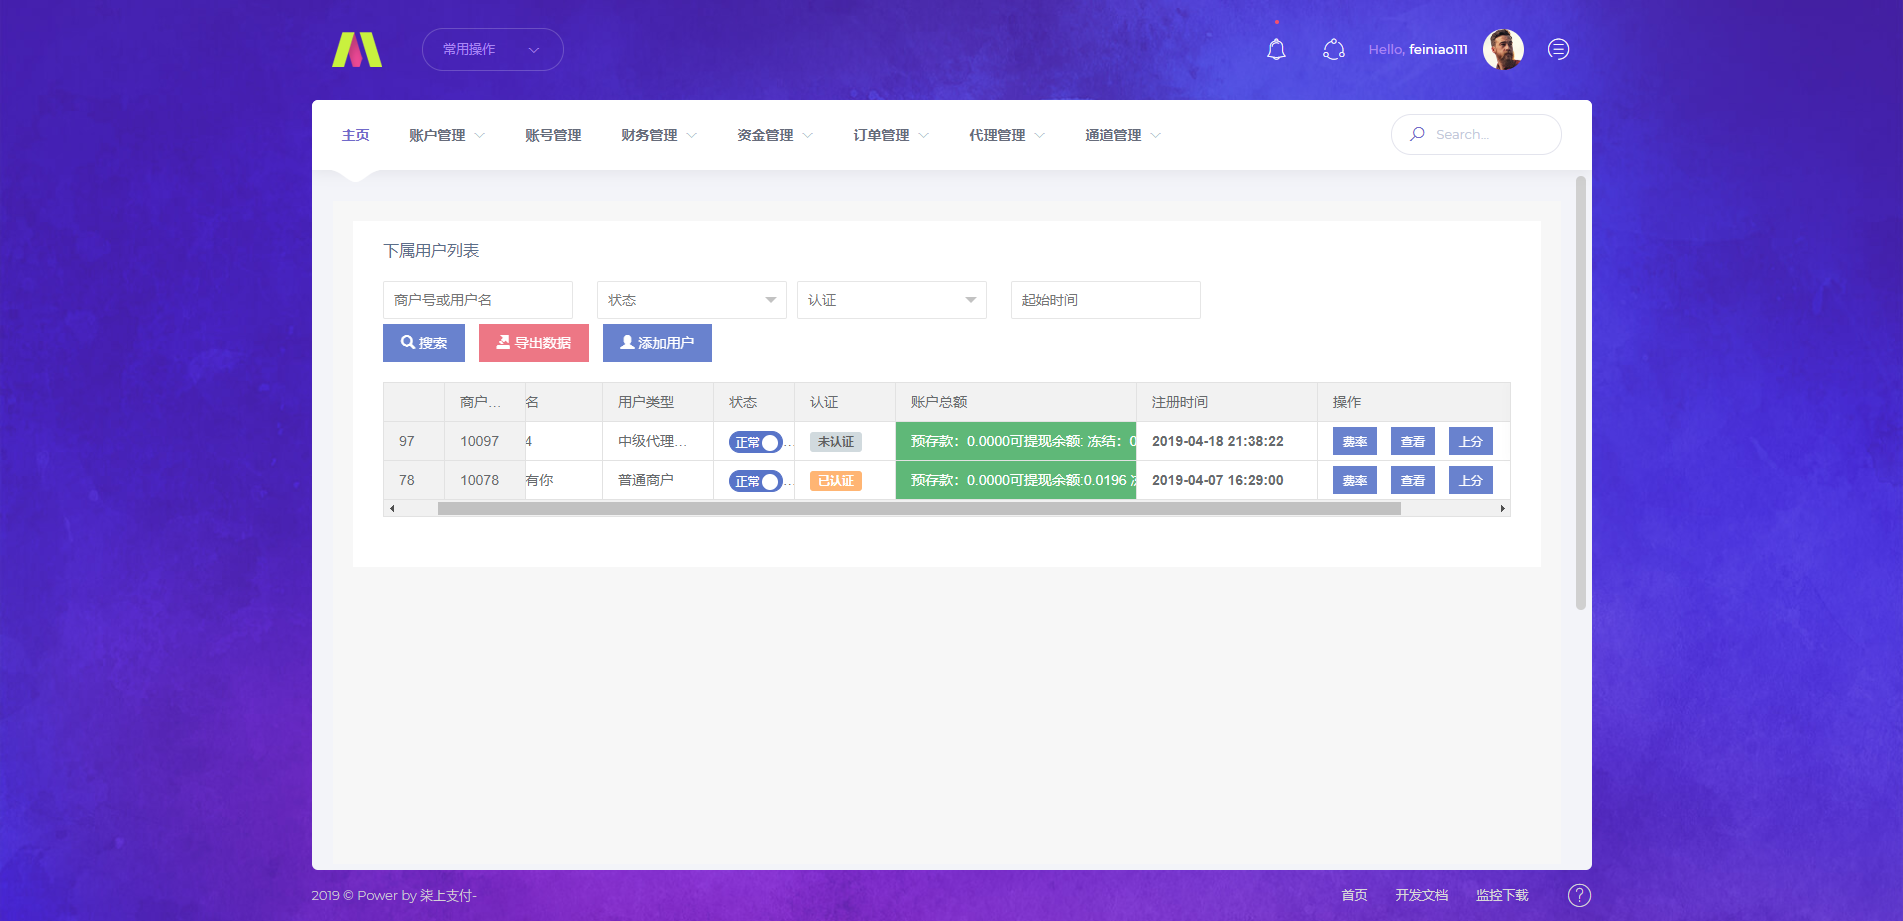 常用操作
Hello, feiniao111
主页 账户管理 账号管理 财务管理 资金管理 订单管理 代理管理 通道管理 Search...
下属用户列表
商户号或用户名 状态 认证 起始时间
搜索 导出数据 添加用户
商户... 名 用户类型 状态 认证 账户总额 注册时间 操作
97 10097 4 中级代理... 正常 ... 未认证 预存款：0.0000可提现余额: 冻结：0 2019-04-18 21:38:22 费率 查看 上分
78 10078 有你 普通商户 正常 ... 已认证 预存款：0.0000可提现余额:0.0196 2019-04-07 16:29:00 费率 查看 上分
2019 © Power by 柒上支付- 首页 开发文档 监控下载 ?